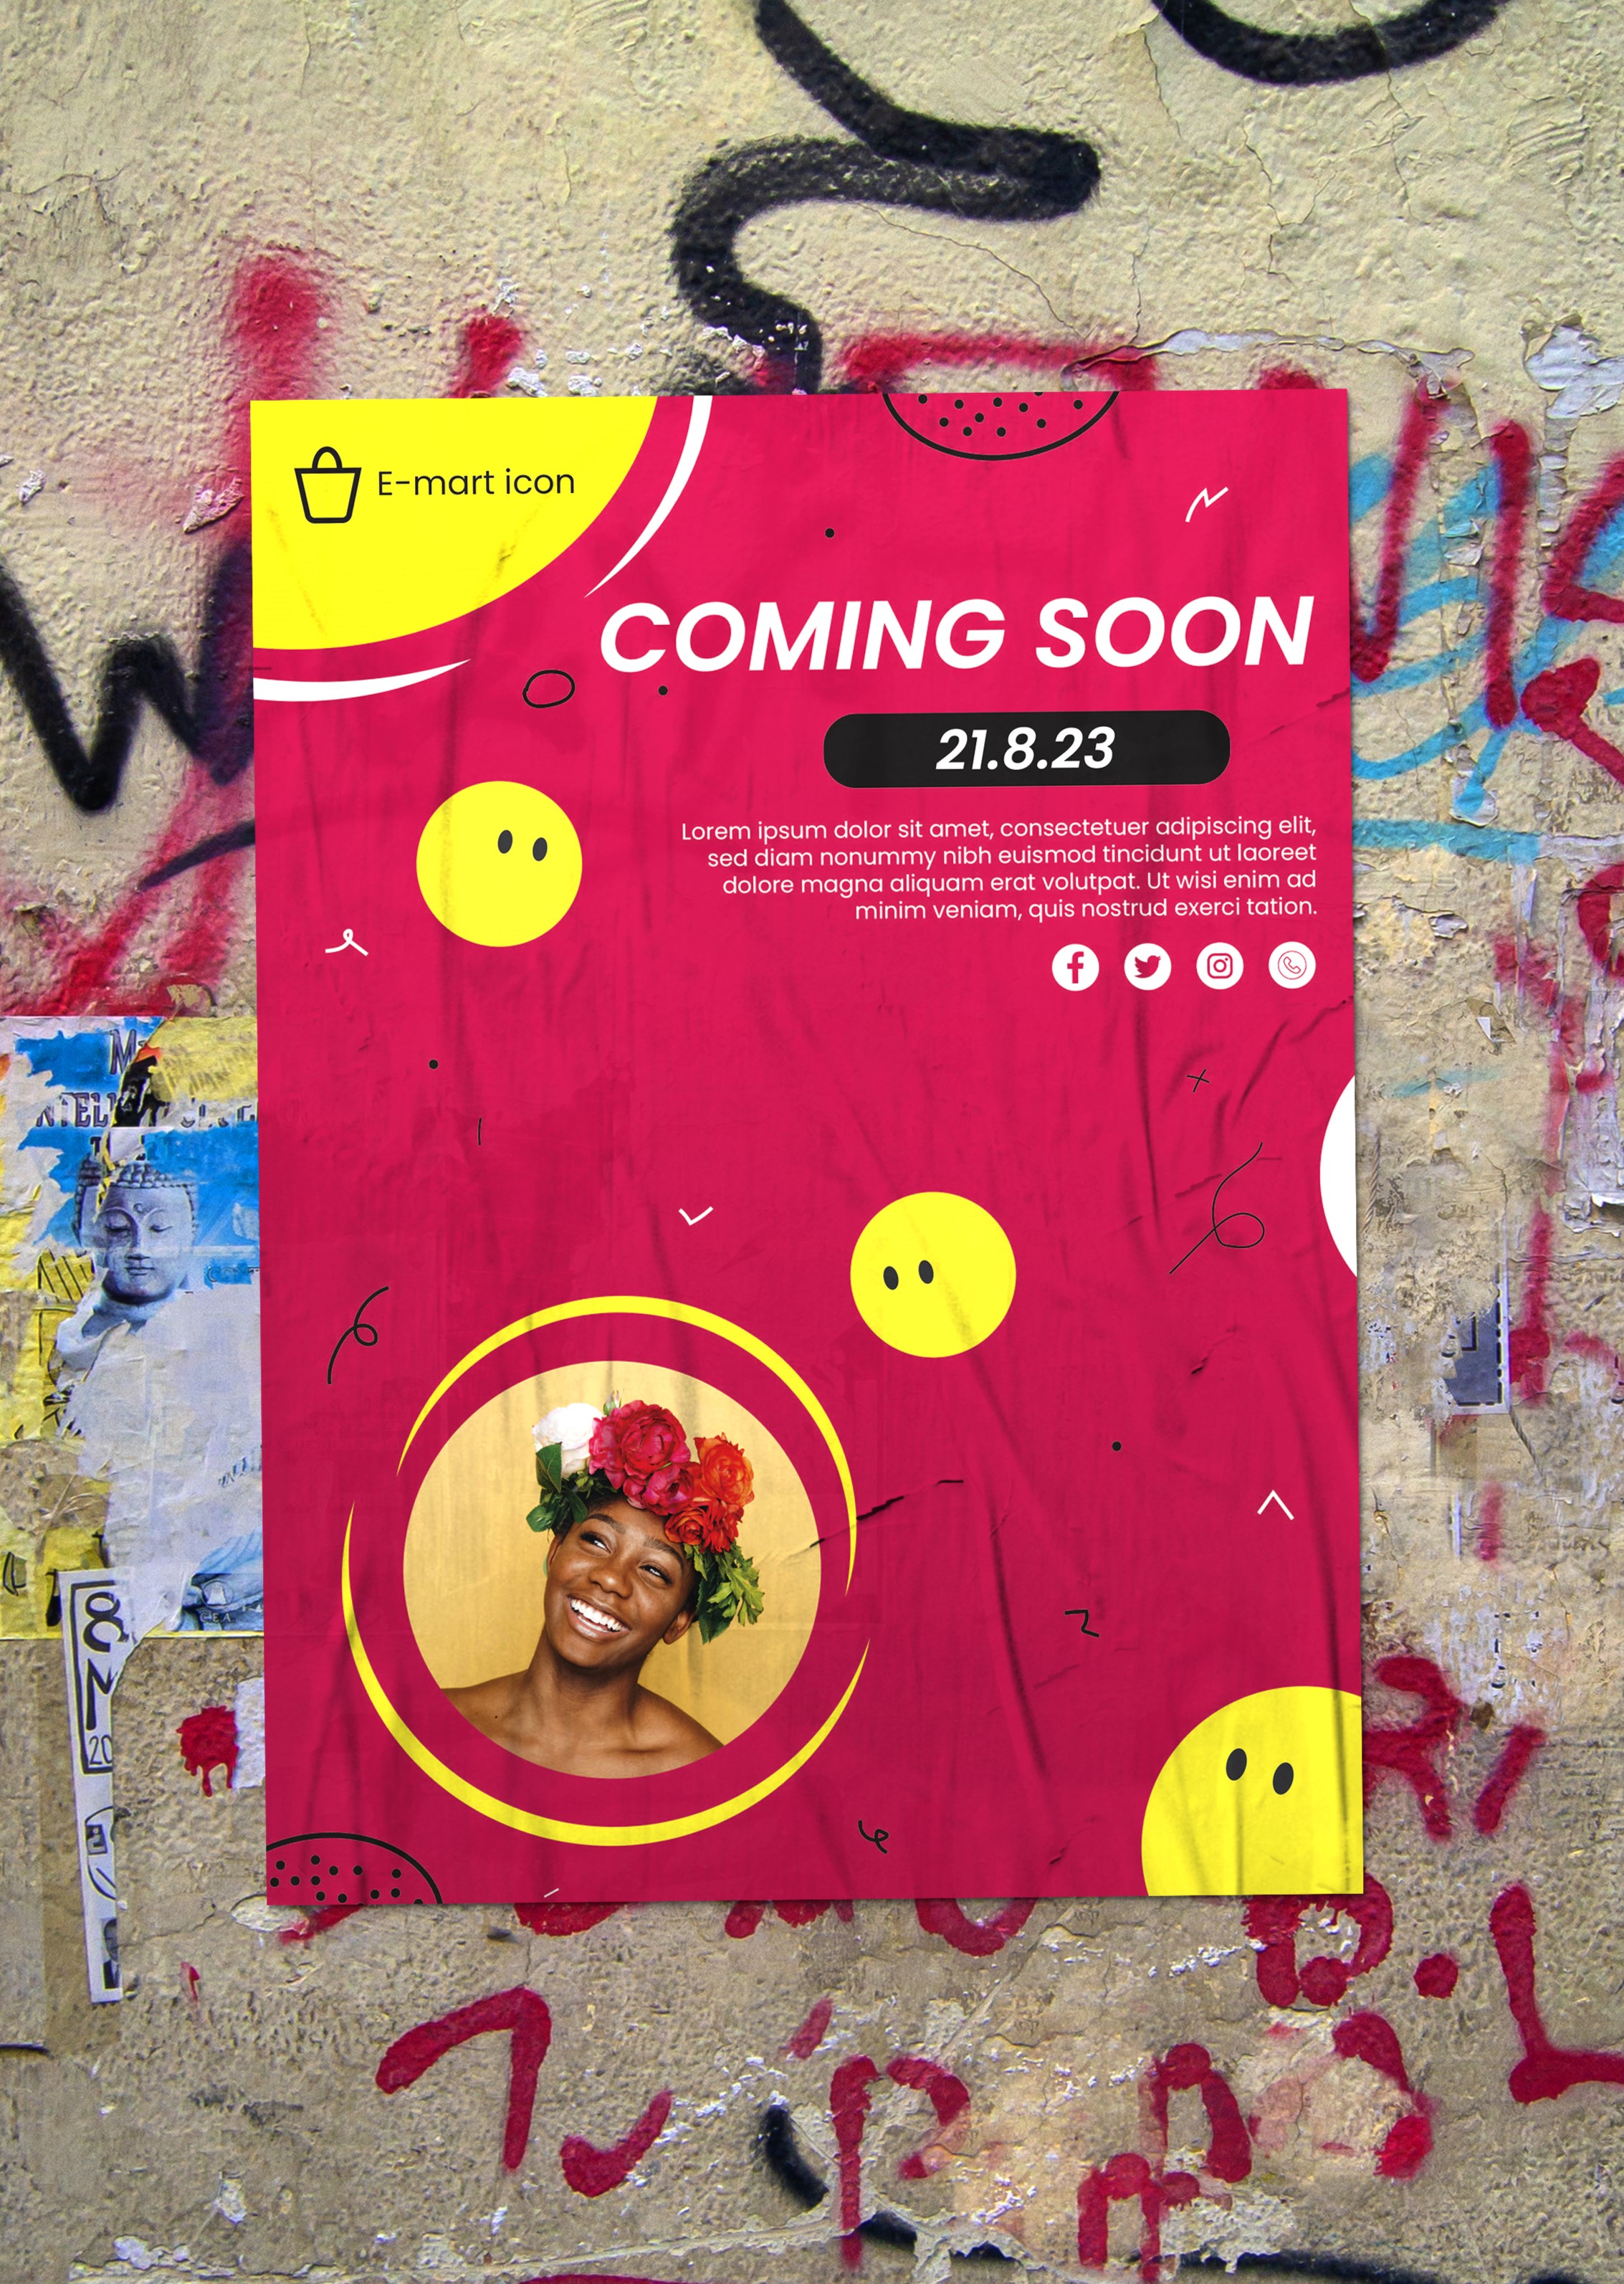 E-mart icon
COMING SOON
21.8.23
Lorem ipsum dolor sit amet, consectetuer adipiscing elit,
sed diam nonummy nibh euismod tincidunt ut laoreet
dolore magna aliquam erat volutpat. Ut wisi enim ad
minim veniam, quis nostrud exerci tation.